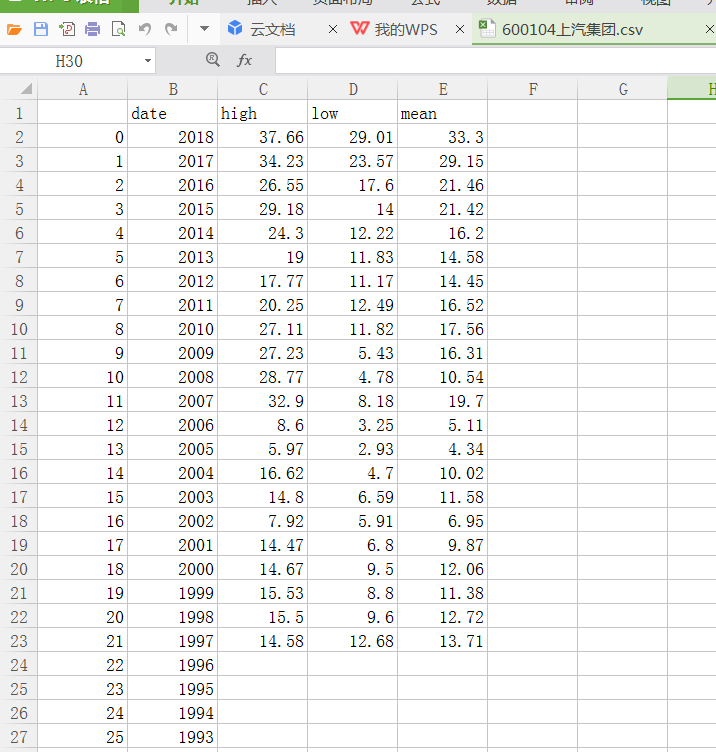 云文档 × 我的WPS × 600104上汽集团.csv ×
H30 fx
A B C D E F G H
1 date high low mean
2 0 2018 37.66 29.01 33.3
3 1 2017 34.23 23.57 29.15
4 2 2016 26.55 17.6 21.46
5 3 2015 29.18 14 21.42
6 4 2014 24.3 12.22 16.2
7 5 2013 19 11.83 14.58
8 6 2012 17.77 11.17 14.45
9 7 2011 20.25 12.49 16.52
10 8 2010 27.11 11.82 17.56
11 9 2009 27.23 5.43 16.31
12 10 2008 28.77 4.78 10.54
13 11 2007 32.9 8.18 19.7
14 12 2006 8.6 3.25 5.11
15 13 2005 5.97 2.93 4.34
16 14 2004 16.62 4.7 10.02
17 15 2003 14.8 6.59 11.58
18 16 2002 7.92 5.91 6.95
19 17 2001 14.47 6.8 9.87
20 18 2000 14.67 9.5 12.06
21 19 1999 15.53 8.8 11.38
22 20 1998 15.5 9.6 12.72
23 21 1997 14.58 12.68 13.71
24 22 1996
25 23 1995
26 24 1994
27 25 1993